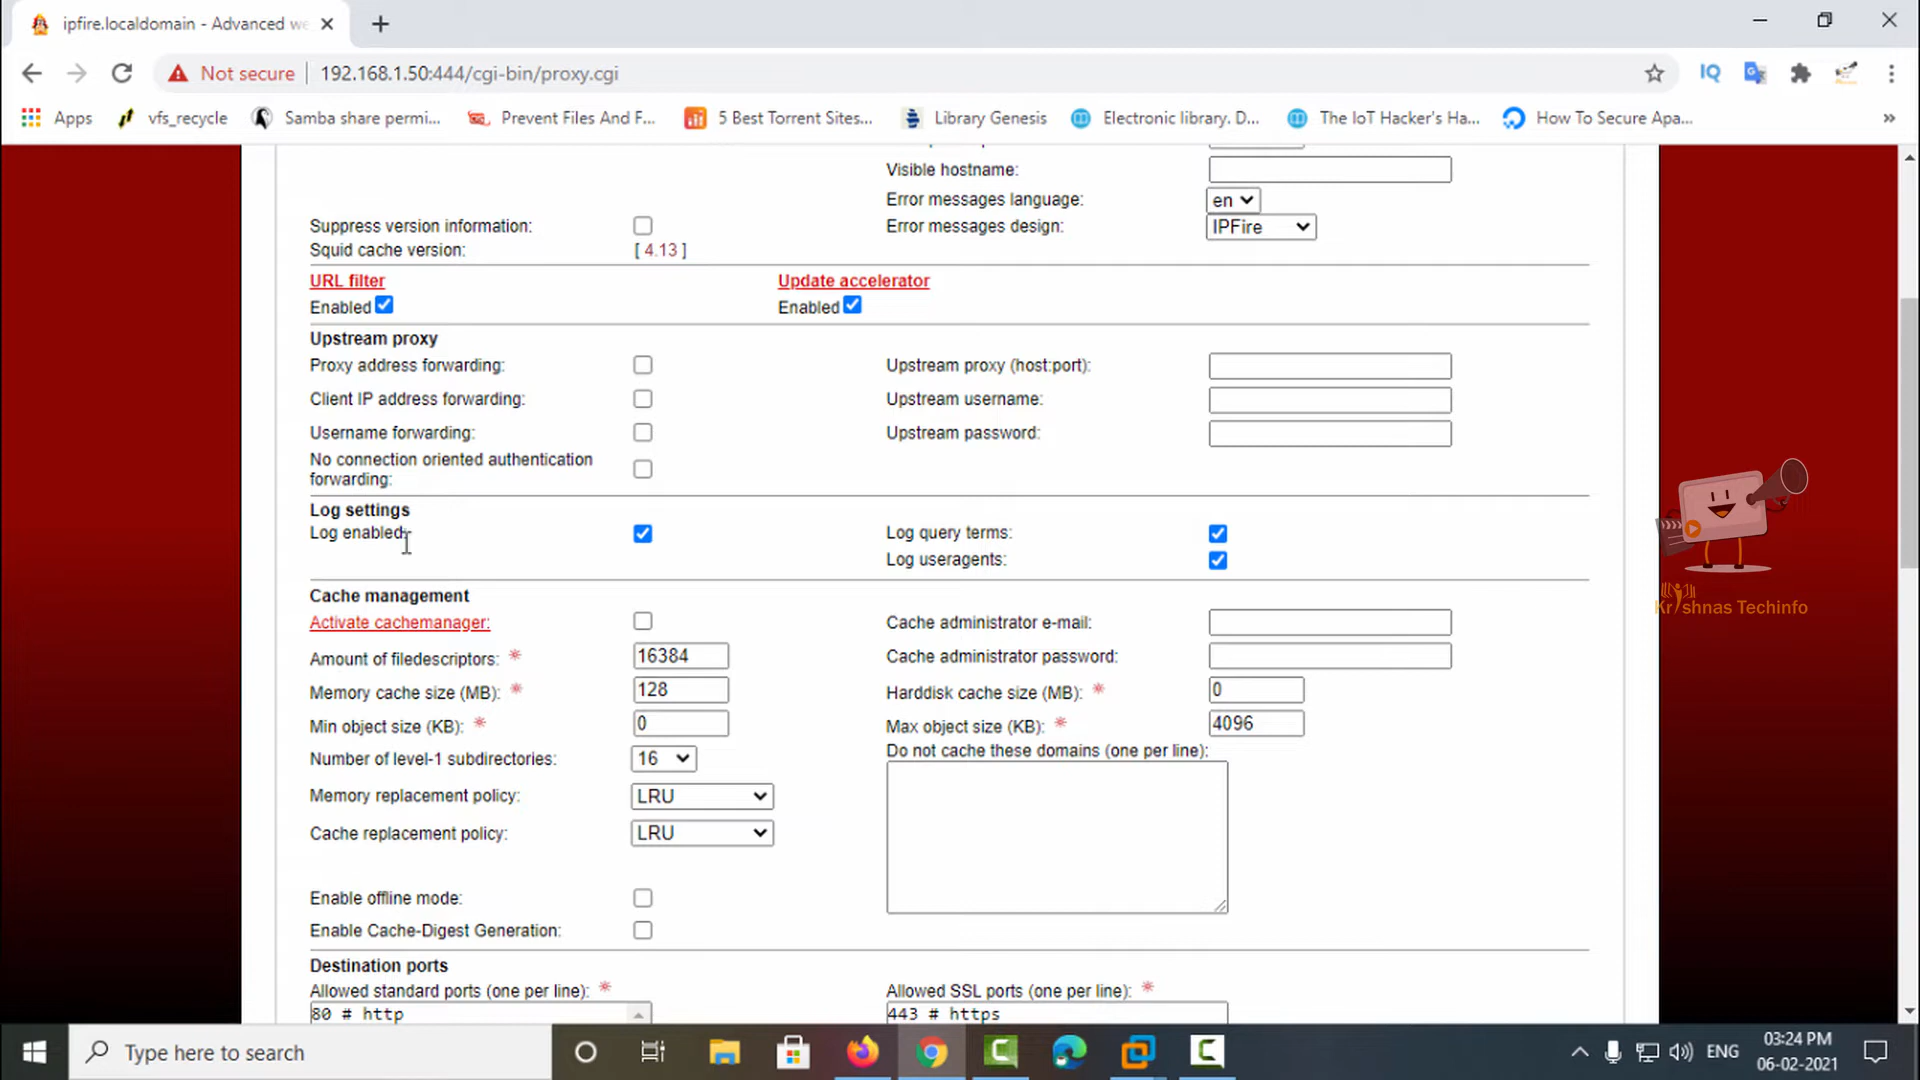 ipfire.localdomain - Advanced we
Not secure 192.168.1.50:444/cgi-bin/proxy.cgi
IQ
Apps vfs_recycle Samba share permi... Prevent Files And F... 5 Best Torrent Sites... Library Genesis Electronic library. D... The IoT Hacker's Ha... How To Secure Apa... »
Visible hostname:
Error messages language: en
Suppress version information: Error messages design: IPFire
Squid cache version: [ 4.13 ]
URL filter Update accelerator
Enabled Enabled
Upstream proxy
Proxy address forwarding: Upstream proxy (host:port):
Client IP address forwarding: Upstream username:
Username forwarding: Upstream password:
No connection oriented authentication
forwarding:
Log settings
Log enabled: Log query terms:
Log useragents:
Cache management
Activate cachemanager: Cache administrator e-mail:
Amount of filedescriptors: * 16384 Cache administrator password:
Memory cache size (MB): * 128 Harddisk cache size (MB): * 0
Min object size (KB): * 0 Max object size (KB): * 4096
Number of level-1 subdirectories: 16 Do not cache these domains (one per line):
Memory replacement policy: LRU
Cache replacement policy: LRU
Enable offline mode:
Enable Cache-Digest Generation:
Destination ports
Allowed standard ports (one per line): * Allowed SSL ports (one per line): *
80 # http 443 # https
Krishnas Techinfo
Type here to search
ENG
03:24 PM
06-02-2021